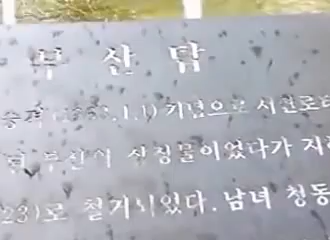 부 산 탑
승격(1963.1.1) 기념으로 서면로터
부산의 상징물이었다가 지하
23)로 철거되었다. 남녀 청동